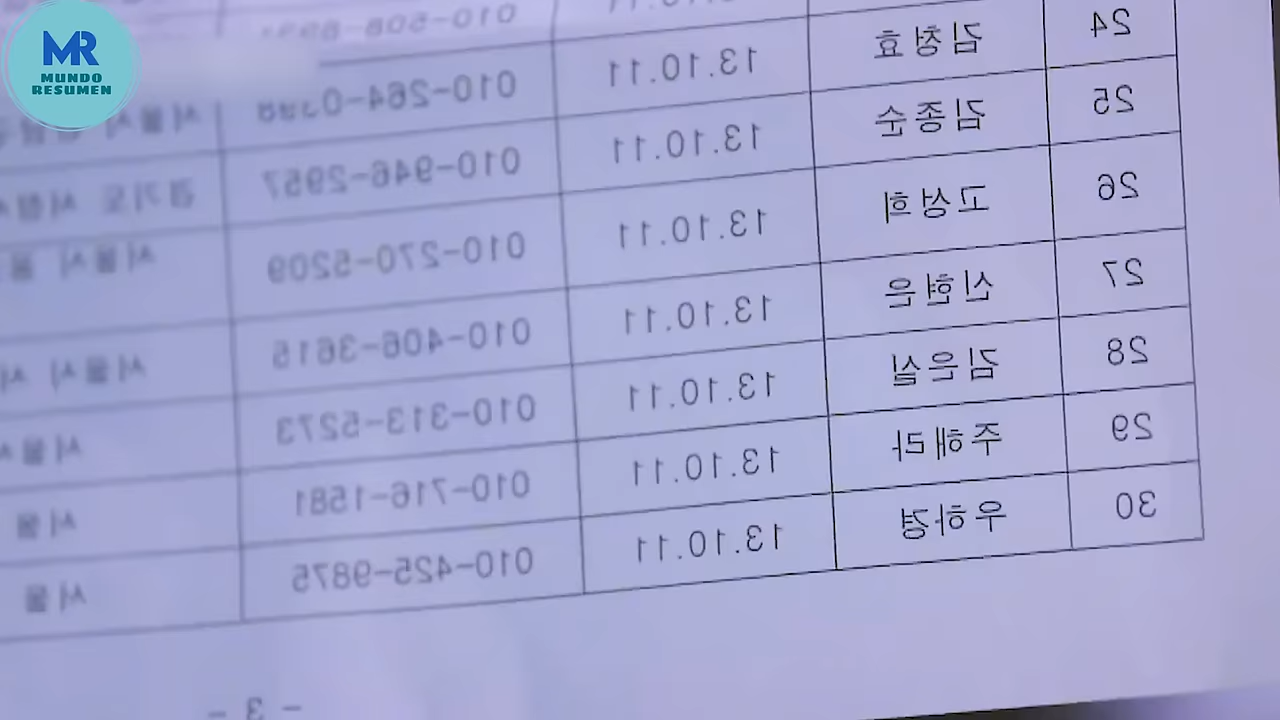 MR
MUNDO
RESUMEN
24 김청효 13.10.11 서울시
25 김종순 13.10.11 010-946-2957 경기도
26 고성희 13.10.11 010-270-5209 서울시
27 신현은 13.10.11 010-406-3615 서울시
28 김은실 13.10.11 010-313-5273 서울
29 주해라 13.10.11 010-716-1581 서울
30 우하경 13.10.11 010-425-9875 서울
- 3 -